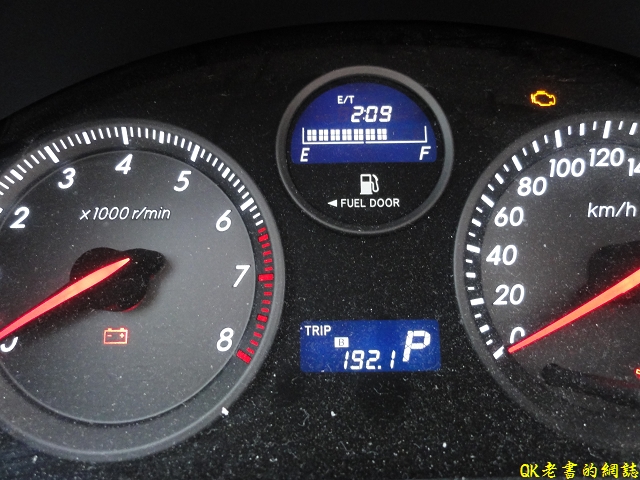 E/T
2:09
E F
◄ FUEL DOOR
2 3 4 5 6 7 8
x1000 r/min
0 20 40 60 80 100 120
km/h
TRIP
B
192.1 P
QK老書的網誌